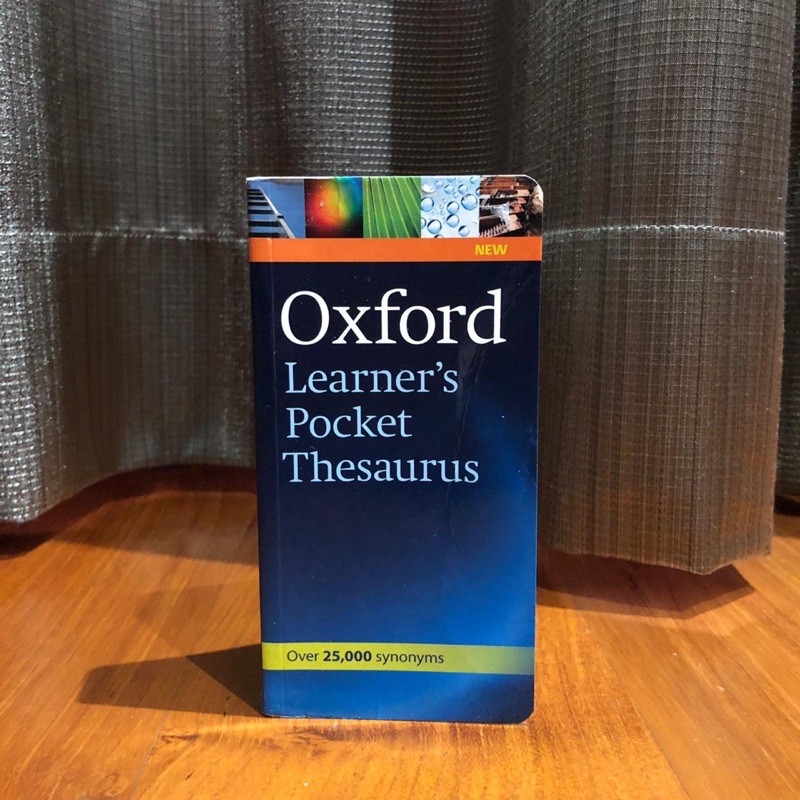 NEW
Oxford
Learner's
Pocket
Thesaurus
Over 25,000 synonyms